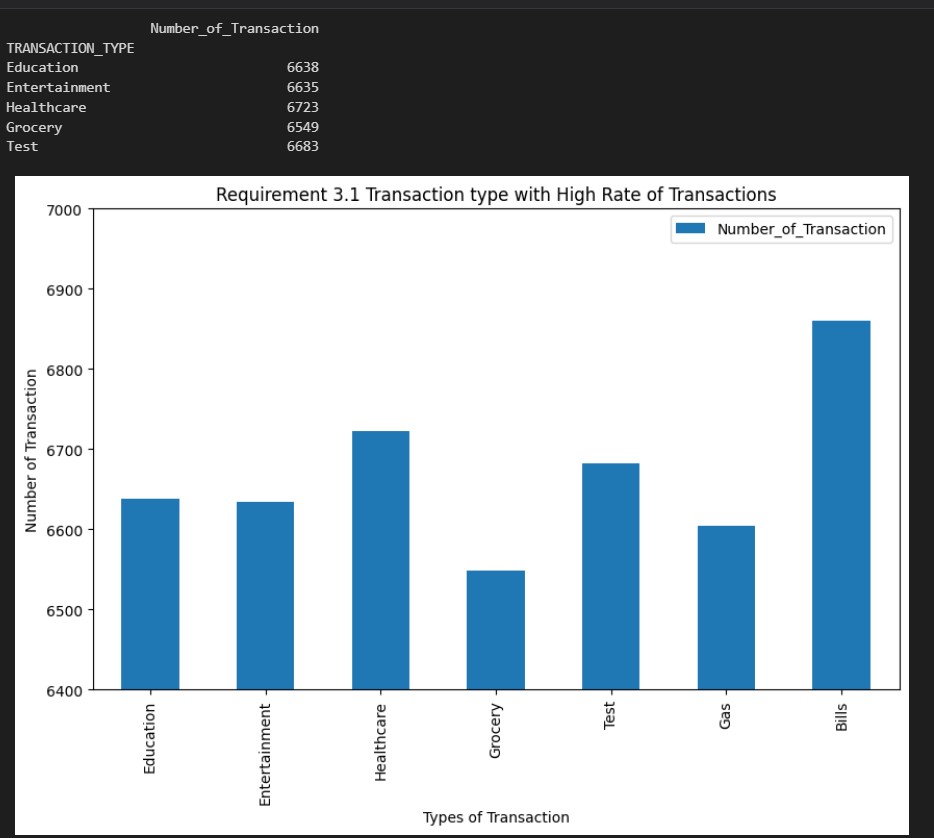 Number_of_Transaction
TRANSACTION_TYPE
Education 6638
Entertainment 6635
Healthcare 6723
Grocery 6549
Test 6683
Requirement 3.1 Transaction type with High Rate of Transactions
Number_of_Transaction
Number of Transaction
7000
6900
6800
6700
6600
6500
6400
Education
Entertainment
Healthcare
Grocery
Test
Gas
Bills
Types of Transaction